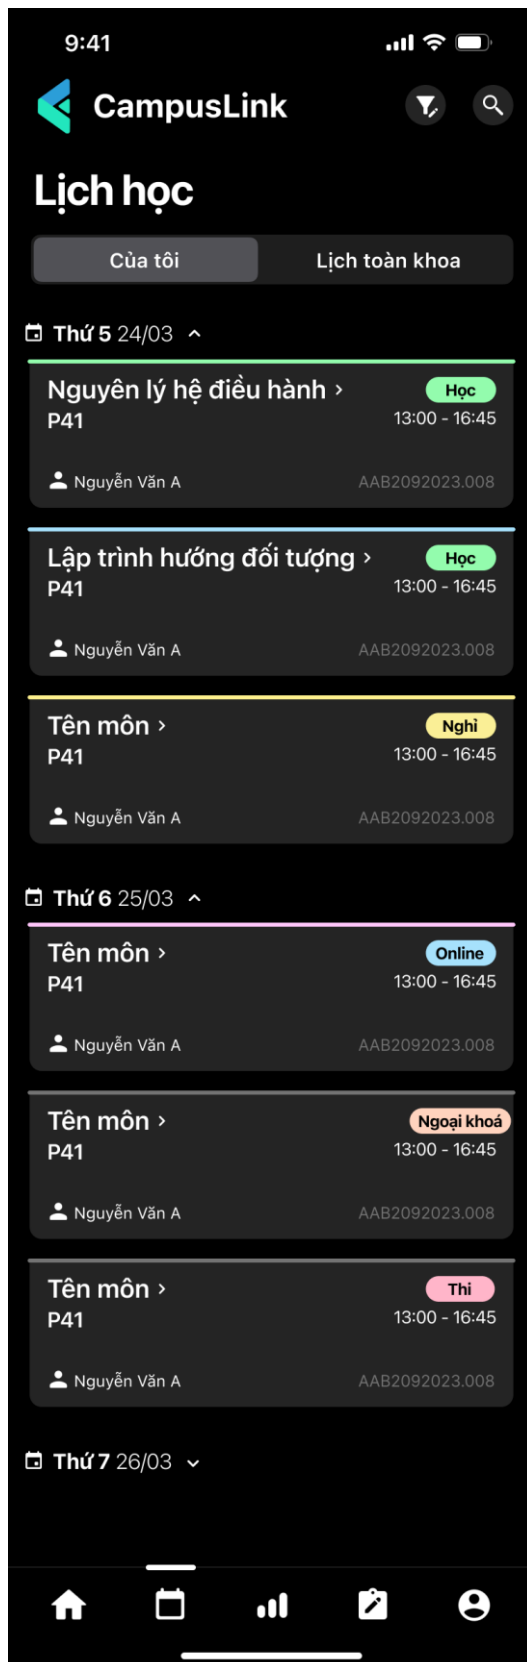 9:41
CampusLink
Lịch học
Của tôi Lịch toàn khoa
Thứ 5 24/03
Nguyên lý hệ điều hành Học
P41 13:00 - 16:45
Nguyễn Văn A AAB2092023.008
Lập trình hướng đối tượng Học
P41 13:00 - 16:45
Nguyễn Văn A AAB2092023.008
Tên môn Nghỉ
P41 13:00 - 16:45
Nguyễn Văn A AAB2092023.008
Thứ 6 25/03
Tên môn Online
P41 13:00 - 16:45
Nguyễn Văn A AAB2092023.008
Tên môn Ngoại khoá
P41 13:00 - 16:45
Nguyễn Văn A AAB2092023.008
Tên môn Thi
P41 13:00 - 16:45
Nguyễn Văn A AAB2092023.008
Thứ 7 26/03